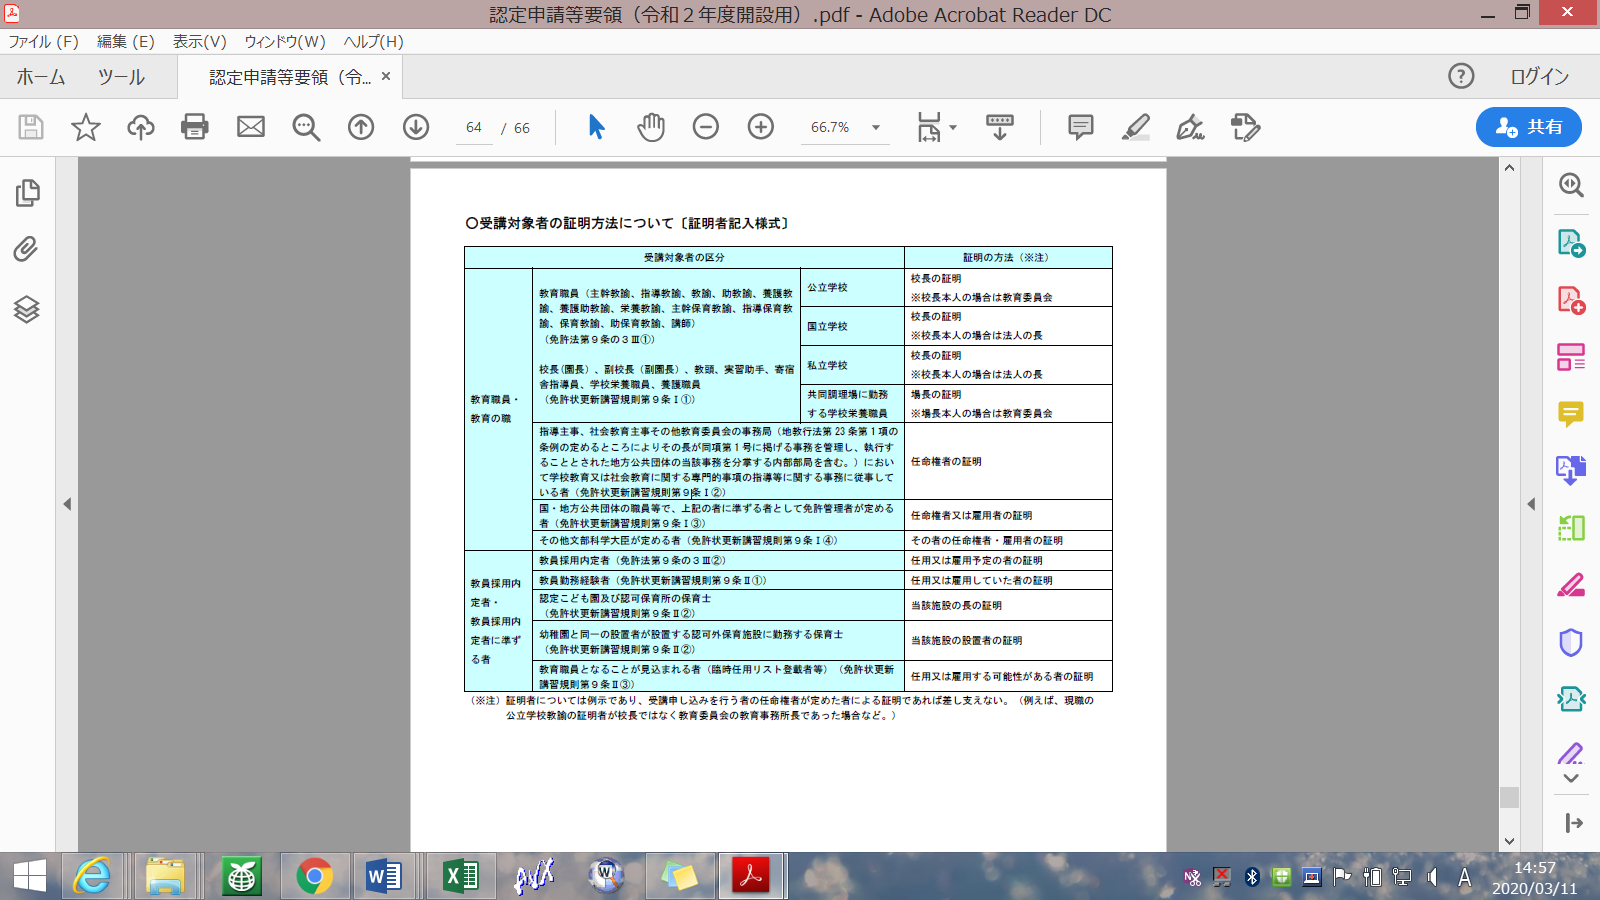 認定申請等要領（令和２年度開設用）.pdf - Adobe Acrobat Reader DC
ファイル (F) 編集 (E) 表示(V) ウィンドウ(W) ヘルプ(H)
ホーム ツール 認定申請等要領（令... × ログイン
64 / 66 66.7% 共有
〇受講対象者の証明方法について〔証明者記入様式〕
受講対象者の区分 証明の方法（※注）
教育職員・
教育の職
教育職員（主幹教諭、指導教諭、教諭、助教諭、養護教
諭、養護助教諭、栄養教諭、主幹保育教諭、指導保育教
諭、保育教諭、助保育教諭、講師）
（免許法第９条の３Ⅲ①）
校長(園長）、副校長（副園長）、教頭、実習助手、寄宿
舎指導員、学校栄養職員、養護職員
（免許状更新講習規則第９条Ⅰ①）
公立学校
校長の証明
※校長本人の場合は教育委員会
国立学校
校長の証明
※校長本人の場合は法人の長
私立学校
校長の証明
※校長本人の場合は法人の長
共同調理場に勤務
する学校栄養職員
場長の証明
※場長本人の場合は教育委員会
指導主事、社会教育主事その他教育委員会の事務局（地教行法第 23 条第１項の
条例の定めるところによりその長が同項第１号に掲げる事務を管理し、執行す
ることとされた地方公共団体の当該事務を分掌する内部部局を含む。）におい
て学校教育又は社会教育に関する専門的事項の指導等に関する事務に従事して
いる者（免許状更新講習規則第９条Ⅰ②）
任命権者の証明
国・地方公共団体の職員等で、上記の者に準ずる者として免許管理者が定める
者（免許状更新講習規則第９条Ⅰ③）
任命権者又は雇用者の証明
その他文部科学大臣が定める者（免許状更新講習規則第９条Ⅰ④） その者の任命権者・雇用者の証明
教員採用内
定者・
教員採用内
定者に準ず
る者
教員採用内定者（免許法第９条の３Ⅲ②） 任用又は雇用予定の者の証明
教員勤務経験者（免許状更新講習規則第９条Ⅱ①） 任用又は雇用していた者の証明
認定こども園及び認可保育所の保育士
（免許状更新講習規則第９条Ⅱ②）
当該施設の長の証明
幼稚園と同一の設置者が設置する認可外保育施設に勤務する保育士
（免許状更新講習規則第９条Ⅱ②）
当該施設の設置者の証明
教育職員となることが見込まれる者（臨時任用リスト登載者等）（免許状更新
講習規則第９条Ⅱ③）
任用又は雇用する可能性がある者の証明
（※注）証明者については例示であり、受講申し込みを行う者の任命権者が定めた者による証明であれば差し支えない。（例えば、現職の
公立学校教諭の証明者が校長ではなく教育委員会の教育事務所長であった場合など。）
A 14:57
2020/03/11